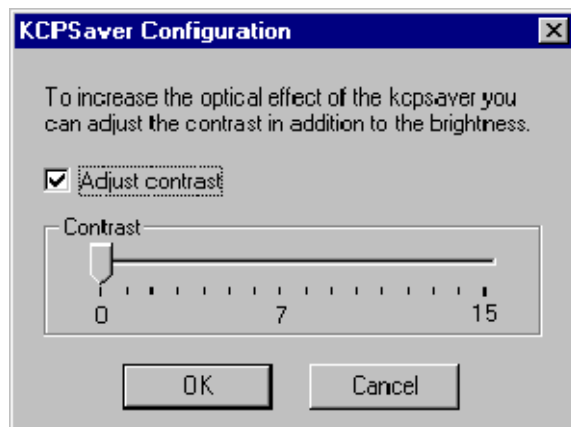 KCPSaver Configuration
To increase the optical effect of the kcpsaver you
can adjust the contrast in addition to the brightness.
Adjust contrast
Contrast
0 7 15
OK Cancel